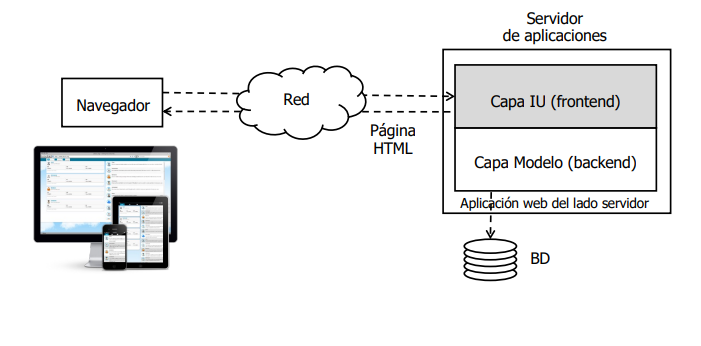 Servidor
de aplicaciones
Navegador
Red
Capa IU (frontend)
Página
HTML
Capa Modelo (backend)
Aplicación web del lado servidor
BD